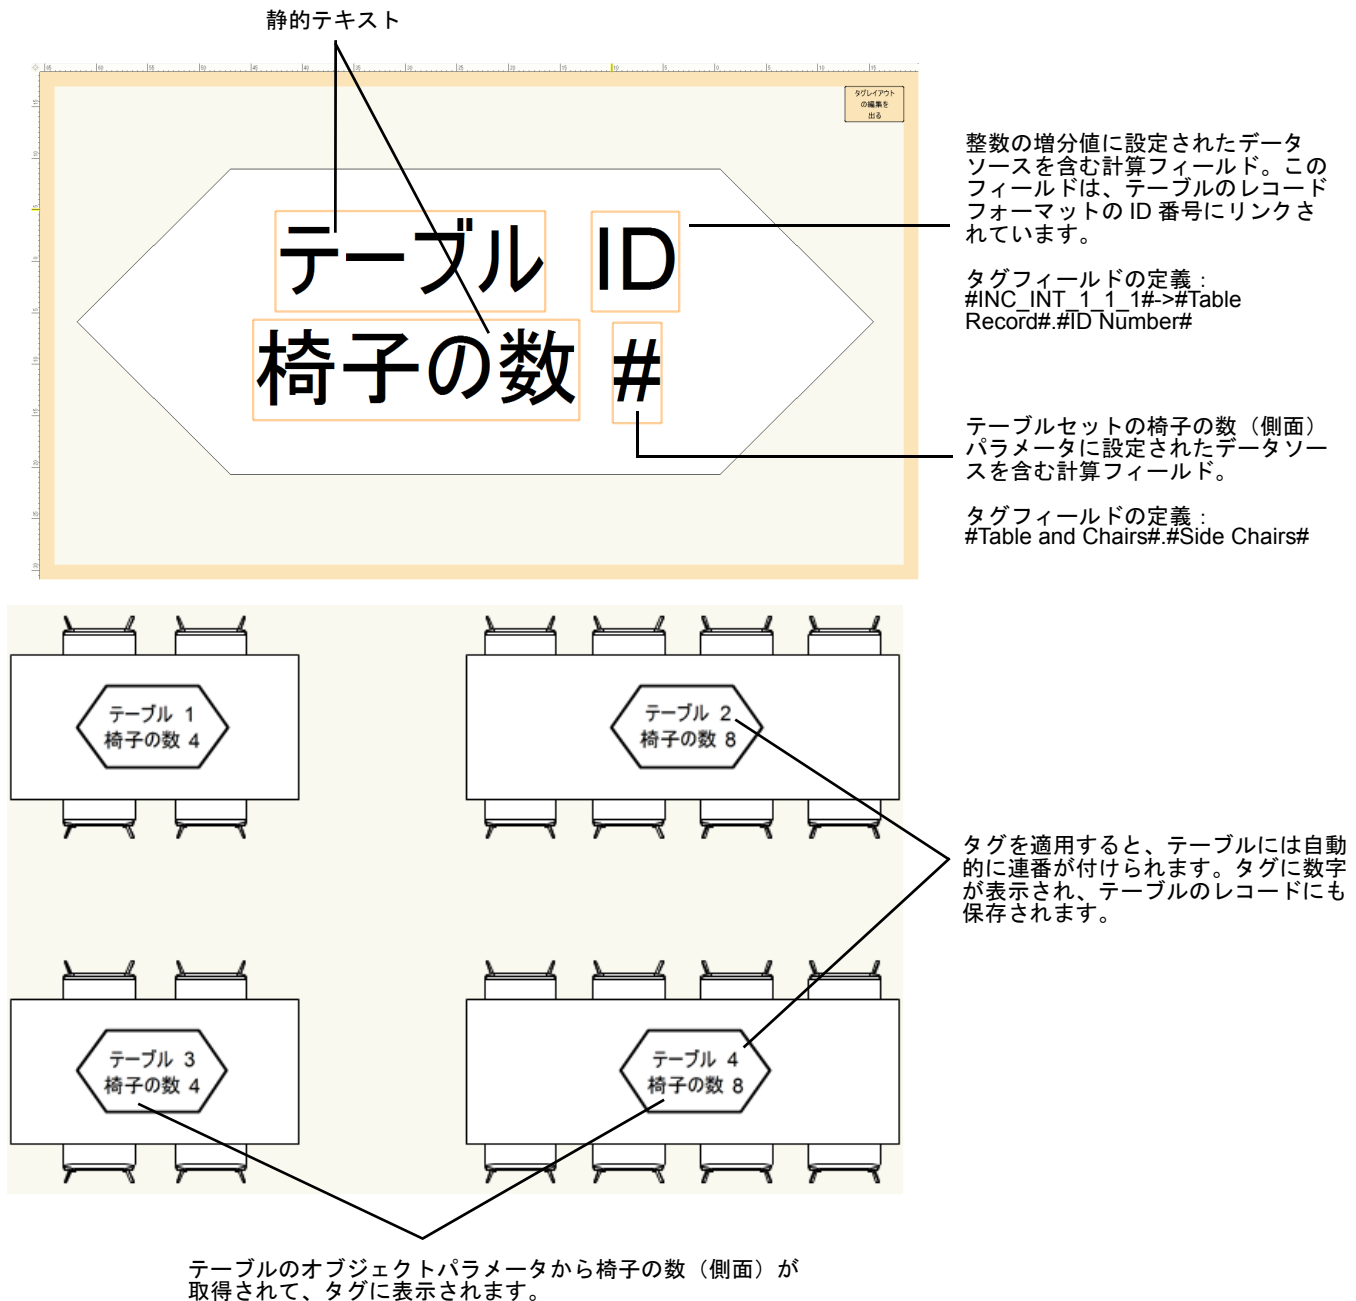 静的テキスト
タグレイアウト
の編集を
出る
テーブル ID
椅子の数 #
整数の増分値に設定されたデータ
ソースを含む計算フィールド。この
フィールドは、テーブルのレコード
フォーマットの ID 番号にリンクさ
れています。
タグフィールドの定義：
#INC_INT_1_1_1#->#Table
Record#.#ID Number#
テーブルセットの椅子の数（側面）
パラメータに設定されたデータソー
スを含む計算フィールド。
タグフィールドの定義：
#Table and Chairs#.#Side Chairs#
テーブル 1
椅子の数 4
テーブル 2
椅子の数 8
タグを適用すると、テーブルには自動
的に連番が付けられます。タグに数字
が表示され、テーブルのレコードにも
保存されます。
テーブル 3
椅子の数 4
テーブル 4
椅子の数 8
テーブルのオブジェクトパラメータから椅子の数（側面）が
取得されて、タグに表示されます。